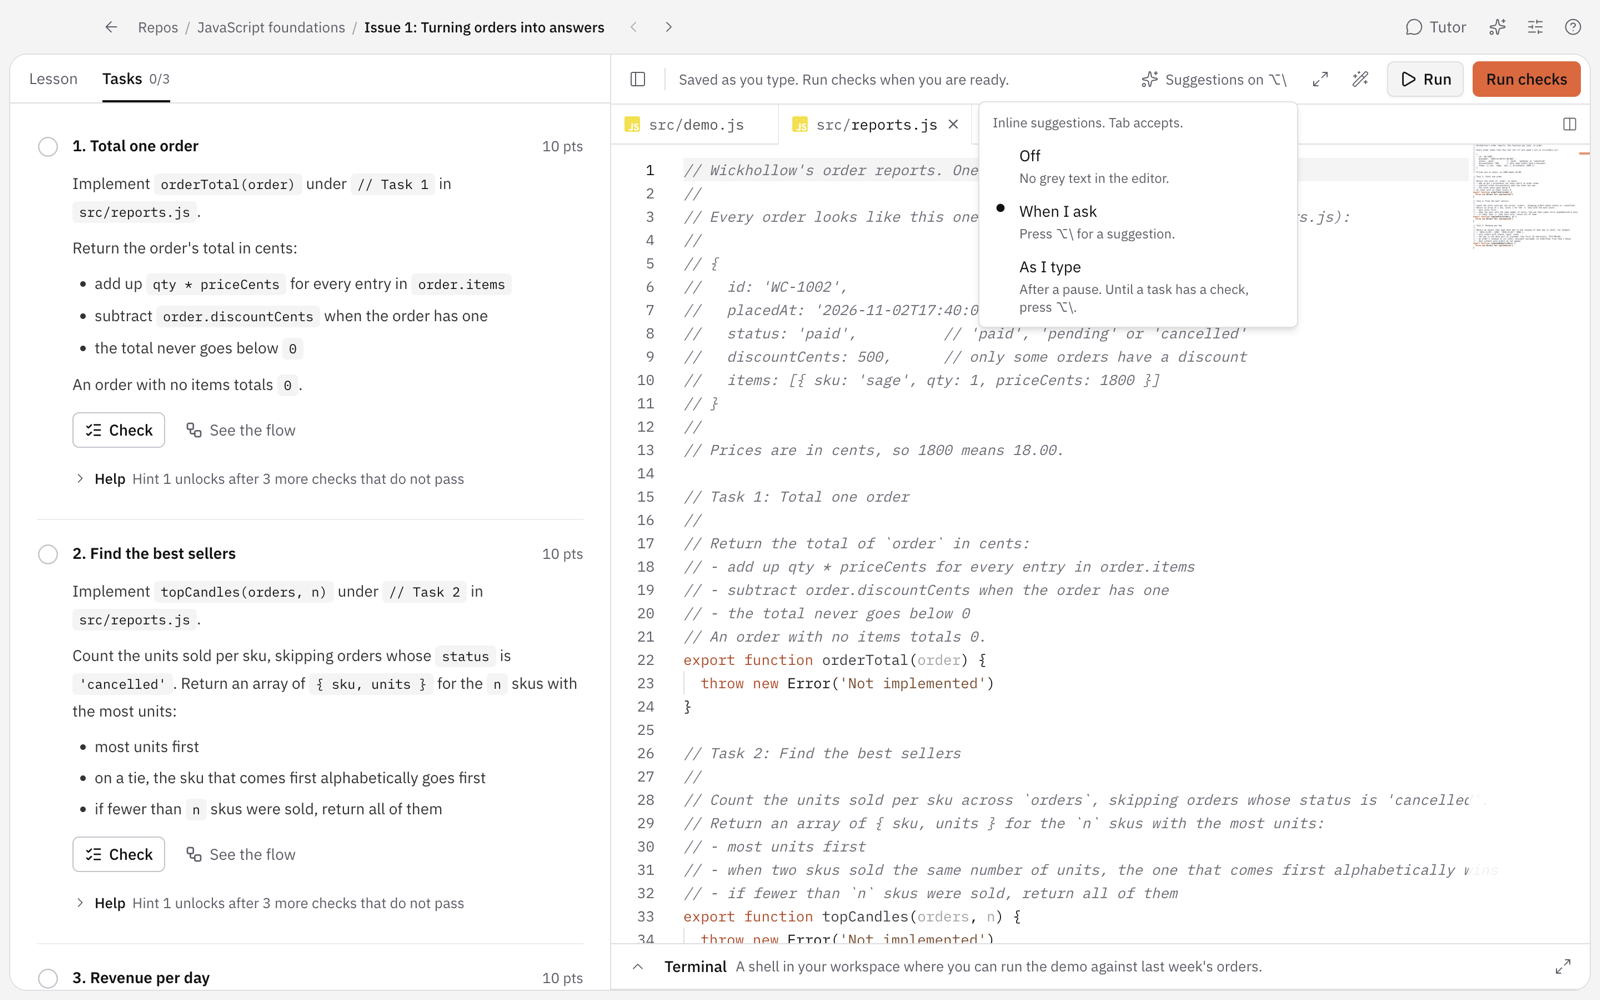 Repos / JavaScript foundations / Issue 1: Turning orders into answers
Tutor
Lesson
Tasks 0/3
1. Total one order
10 pts
Implement orderTotal(order) under // Task 1 in
src/reports.js .
Return the order's total in cents:
• add up qty * priceCents for every entry in order.items
• subtract order.discountCents when the order has one
• the total never goes below 0
An order with no items totals 0 .
Check
See the flow
Help Hint 1 unlocks after 3 more checks that do not pass
2. Find the best sellers
10 pts
Implement topCandles(orders, n) under // Task 2 in
src/reports.js .
Count the units sold per sku, skipping orders whose status is
'cancelled' . Return an array of { sku, units } for the n skus with
the most units:
• most units first
• on a tie, the sku that comes first alphabetically goes first
• if fewer than n skus were sold, return all of them
Check
See the flow
Help Hint 1 unlocks after 3 more checks that do not pass
3. Revenue per day
10 pts
Saved as you type. Run checks when you are ready.
Suggestions on ⌥\
Run
Run checks
JS src/demo.js
JS src/reports.js
Inline suggestions. Tab accepts.
Off
No grey text in the editor.
When I ask
Press ⌥\ for a suggestion.
As I type
After a pause. Until a task has a check,
press ⌥\.
1 // Wickhollow's order reports. One
2 //
3 // Every order looks like this one s.js):
4 //
5 // {
6 //   id: 'WC-1002',
7 //   placedAt: '2026-11-02T17:40:0
8 //   status: 'paid',          // 'paid', 'pending' or 'cancelled'
9 //   discountCents: 500,      // only some orders have a discount
10 //   items: [{ sku: 'sage', qty: 1, priceCents: 1800 }]
11 // }
12 //
13 // Prices are in cents, so 1800 means 18.00.
14
15 // Task 1: Total one order
16 //
17 // Return the total of `order` in cents:
18 // - add up qty * priceCents for every entry in order.items
19 // - subtract order.discountCents when the order has one
20 // - the total never goes below 0
21 // An order with no items totals 0.
22 export function orderTotal(order) {
23   throw new Error('Not implemented')
24 }
25
26 // Task 2: Find the best sellers
27 //
28 // Count the units sold per sku across `orders`, skipping orders whose status is 'cancelled'.
29 // Return an array of { sku, units } for the `n` skus with the most units:
30 // - most units first
31 // - when two skus sold the same number of units, the one that comes first alphabetically wins
32 // - if fewer than `n` skus were sold, return all of them
33 export function topCandles(orders, n) {
34   throw new Error('Not implemented')
Terminal A shell in your workspace where you can run the demo against last week's orders.